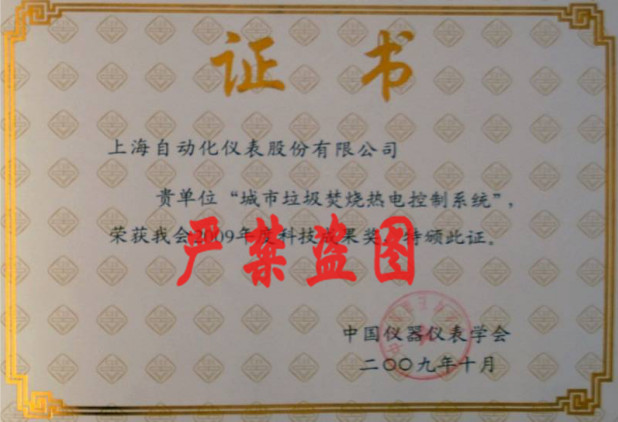 证书
上海自动化仪表股份有限公司
贵单位“城市垃圾焚烧热电控制系统”,
荣获我会2009年度科技成果奖,特颁此证。
严禁盗图
中国仪器仪表学会
二〇〇九年十月